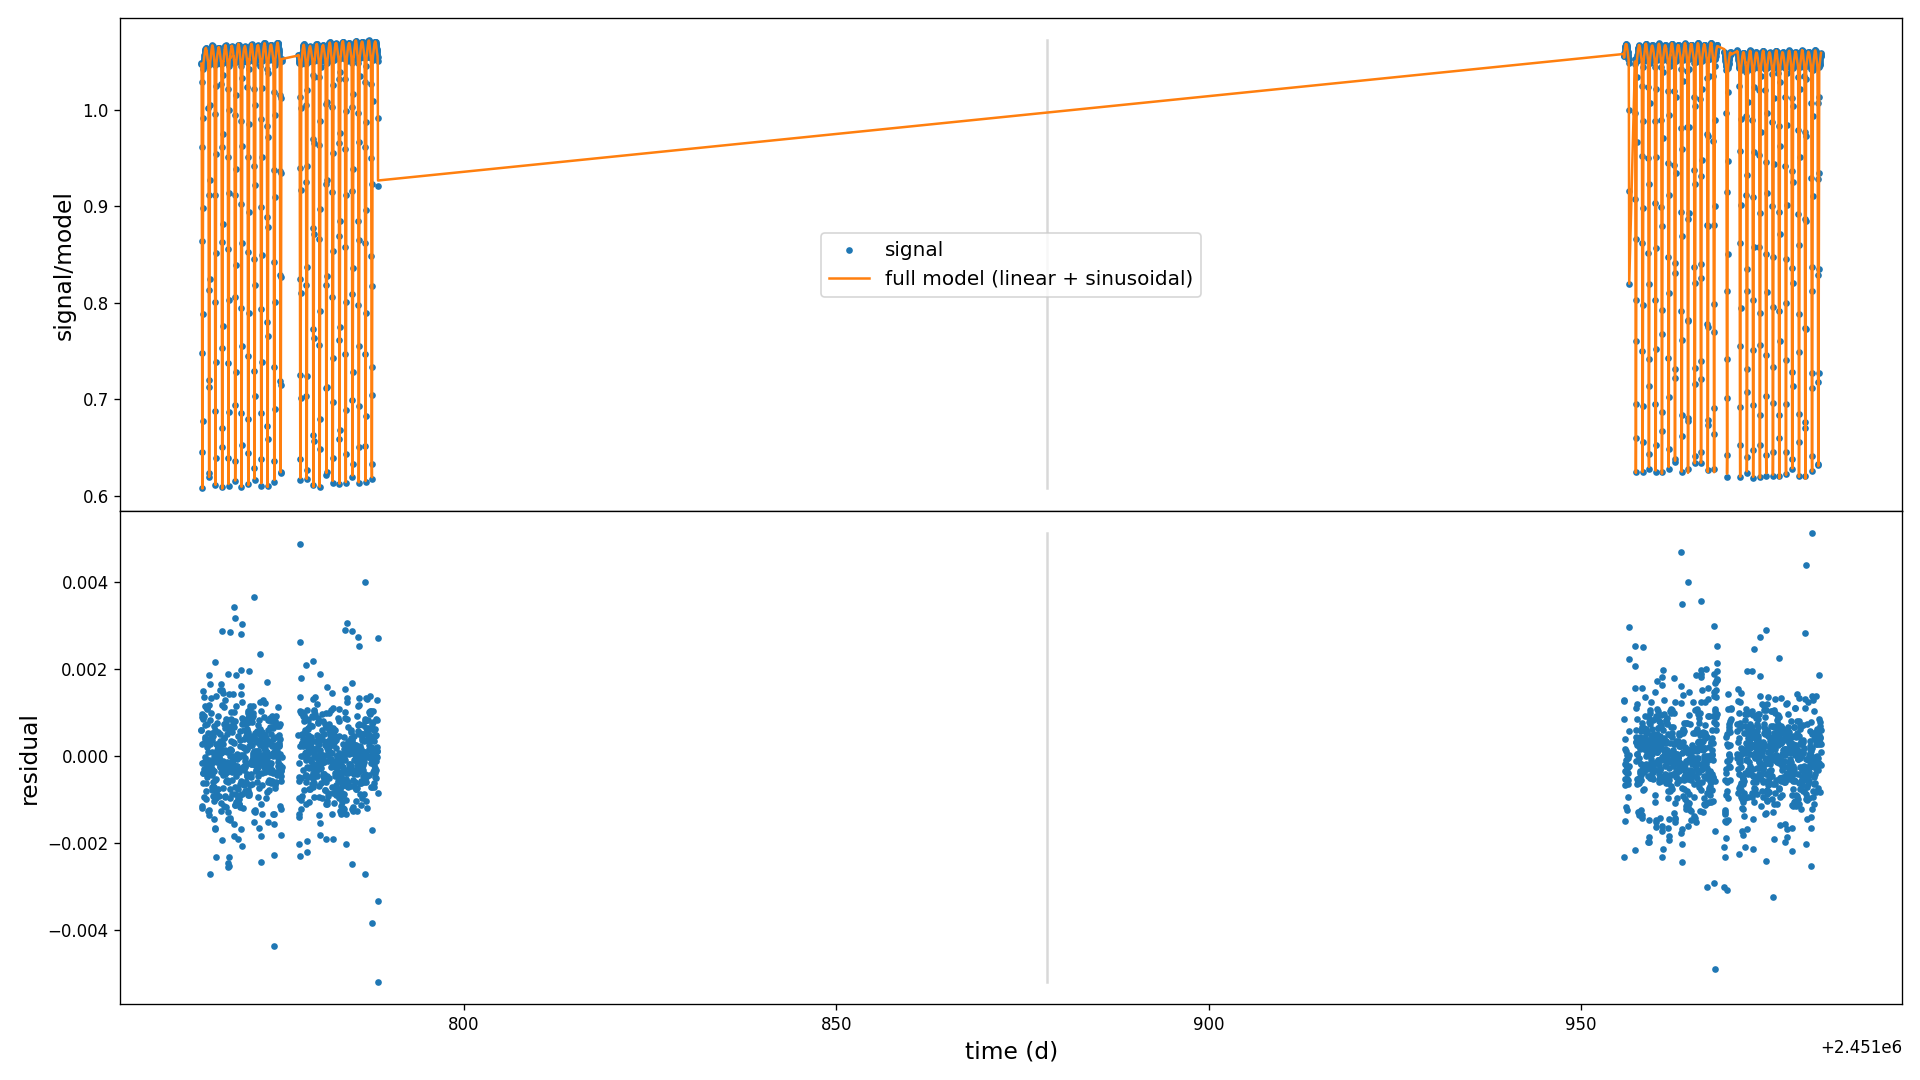 signal/model
1.0
0.9
0.8
0.7
0.6
signal
full model (linear + sinusoidal)
residual
0.004
0.002
0.000
−0.002
−0.004
800
850
900
950
time (d)
+2.451e6